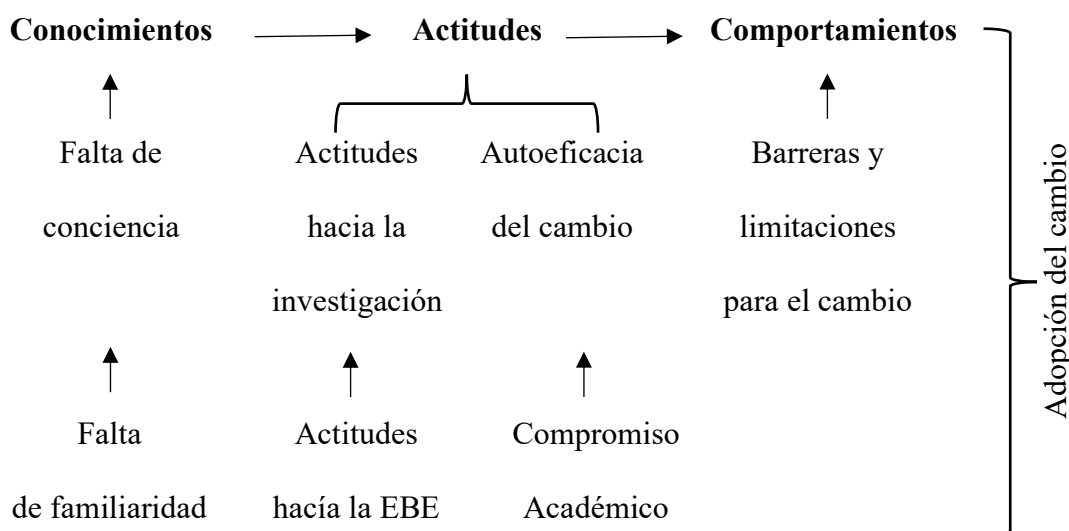 Conocimientos Actitudes Comportamientos
Falta de Actitudes Autoeficacia Barreras y
conciencia hacia la del cambio limitaciones
investigación para el cambio
Falta Actitudes Compromiso
de familiaridad hacía la EBE Académico
Adopción del cambio